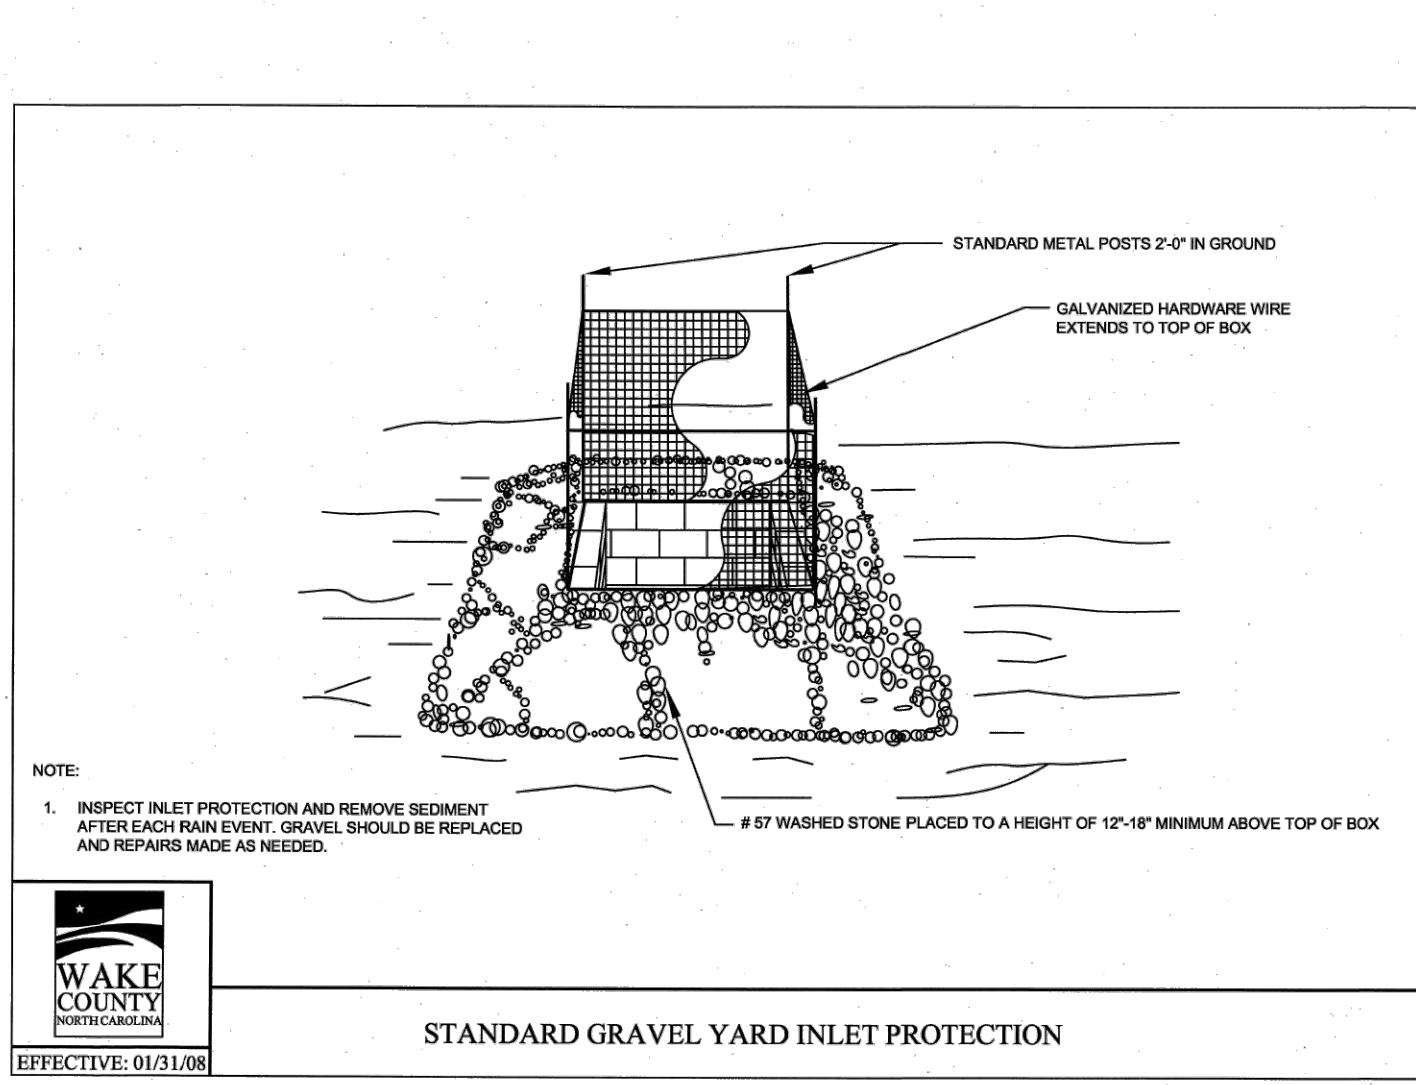 STANDARD METAL POSTS 2'-0" IN GROUND
GALVANIZED HARDWARE WIRE
EXTENDS TO TOP OF BOX
NOTE:
1. INSPECT INLET PROTECTION AND REMOVE SEDIMENT
AFTER EACH RAIN EVENT. GRAVEL SHOULD BE REPLACED
AND REPAIRS MADE AS NEEDED.
# 57 WASHED STONE PLACED TO A HEIGHT OF 12"-18" MINIMUM ABOVE TOP OF BOX
WAKE
COUNTY
NORTH CAROLINA
EFFECTIVE: 01/31/08
STANDARD GRAVEL YARD INLET PROTECTION